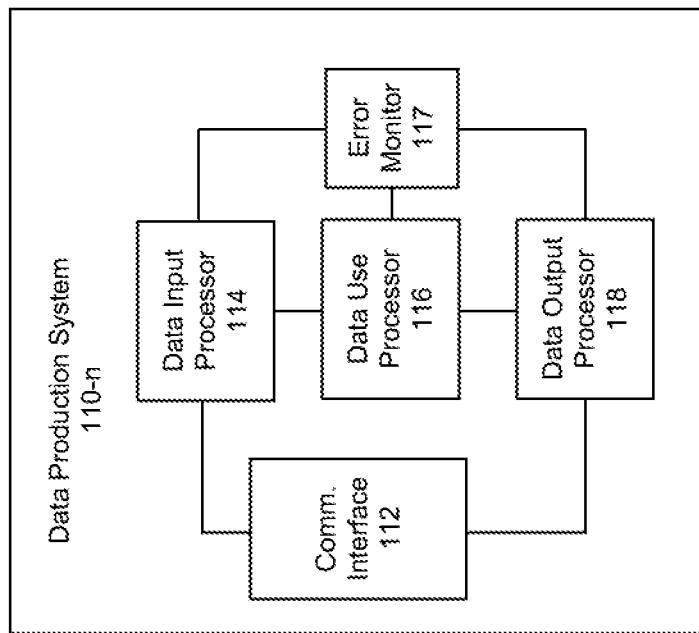 Data Production System
110-n
Comm.
Interface
112
Data Input
Processor
114
Data Use
Processor
116
Data Output
Processor
118
Error
Monitor
117